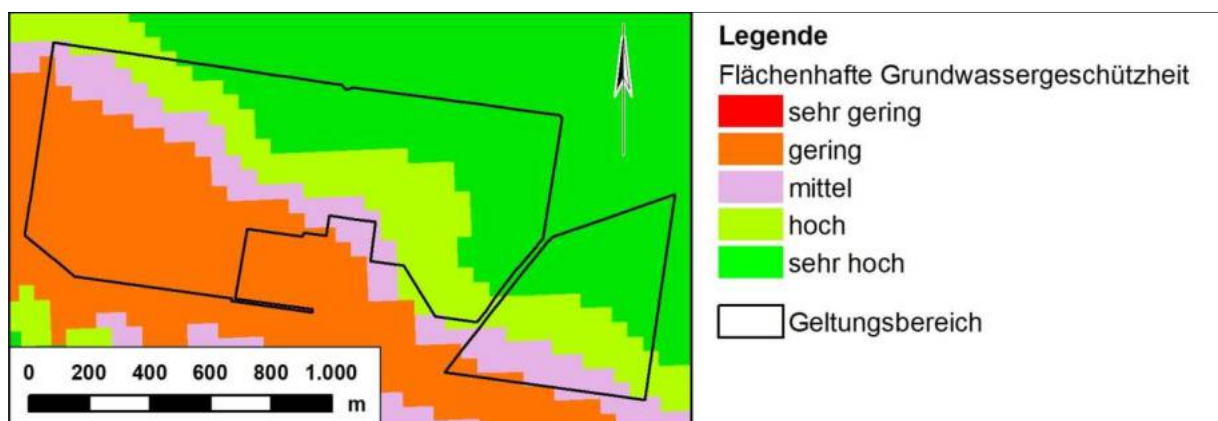 Legende
Flächenhafte Grundwassergeschütztheit
sehr gering
gering
mittel
hoch
sehr hoch
Geltungsbereich
0 200 400 600 800 1.000
m